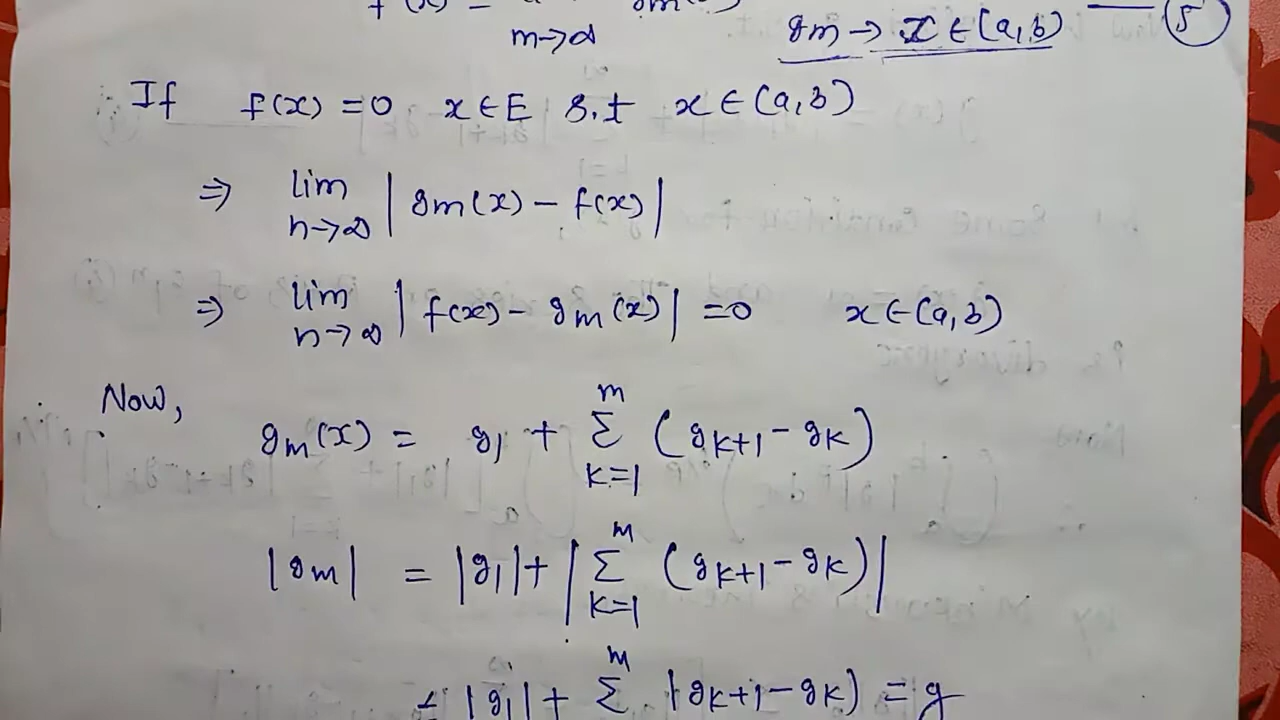 m→∞ gm → x ∈ (a,b) — (5)
If f(x) = 0 x ∈ E s.t x ∈ (a,b)
⇒ lim n→∞ | gm(x) − f(x) |
⇒ lim n→∞ | f(x) − gm(x) | = 0 x ∈ (a,b)
Now,
gm(x) = g1 + Σ k=1 m (gk+1 − gk)
|gm| = |g1| + | Σ k=1 m (gk+1 − gk) |
|g1| + Σ m |gk+1 − gk) = g